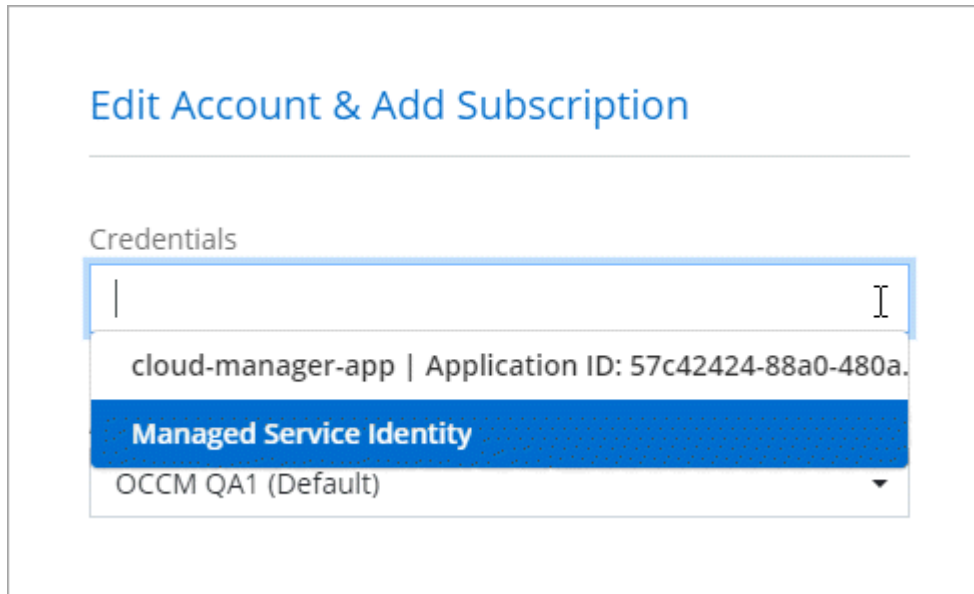 Edit Account & Add Subscription
Credentials
cloud-manager-app | Application ID: 57c42424-88a0-480a.
Managed Service Identity
OCCM QA1 (Default)